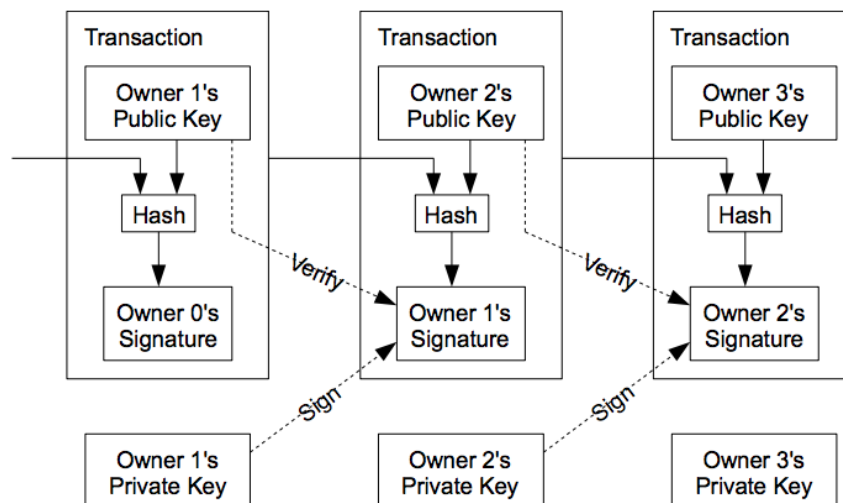 Transaction
Owner 1's
Public Key
Hash
Owner 0's
Signature
Transaction
Owner 2's
Public Key
Hash
Verify
Owner 1's
Signature
Transaction
Owner 3's
Public Key
Hash
Verify
Owner 2's
Signature
Sign
Sign
Owner 1's
Private Key
Owner 2's
Private Key
Owner 3's
Private Key